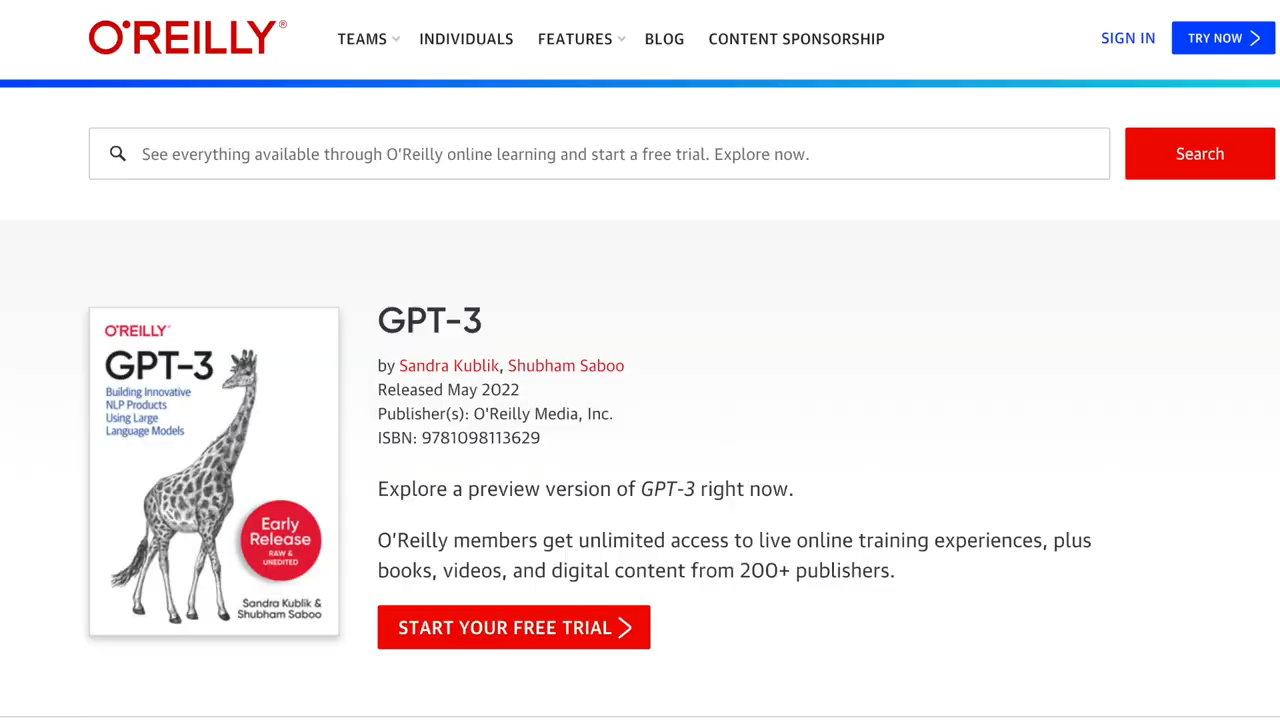 O'REILLY®
TEAMS INDIVIDUALS FEATURES BLOG CONTENT SPONSORSHIP
SIGN IN
TRY NOW
See everything available through O'Reilly online learning and start a free trial. Explore now.
Search
O'REILLY®
GPT-3
Building Innovative
NLP Products
Using Large
Language Models
Early
Release
RAW &
UNEDITED
Sandra Kublik &
Shubham Saboo
GPT-3
by Sandra Kublik, Shubham Saboo
Released May 2022
Publisher(s): O'Reilly Media, Inc.
ISBN: 9781098113629
Explore a preview version of GPT-3 right now.
O'Reilly members get unlimited access to live online training experiences, plus
books, videos, and digital content from 200+ publishers.
START YOUR FREE TRIAL